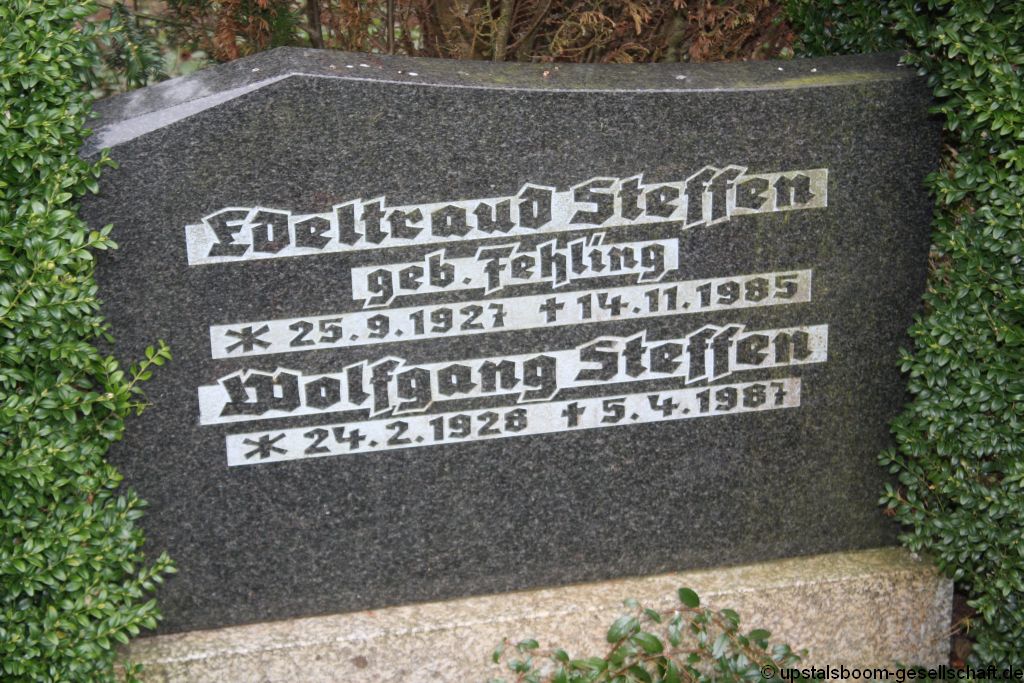 Edeltraud Steffen
geb. Fehling
* 25.9.1927 † 14.11.1985
Wolfgang Steffen
* 24.2.1928 † 5.4.1987
© upstalsboom-gesellschaft.de